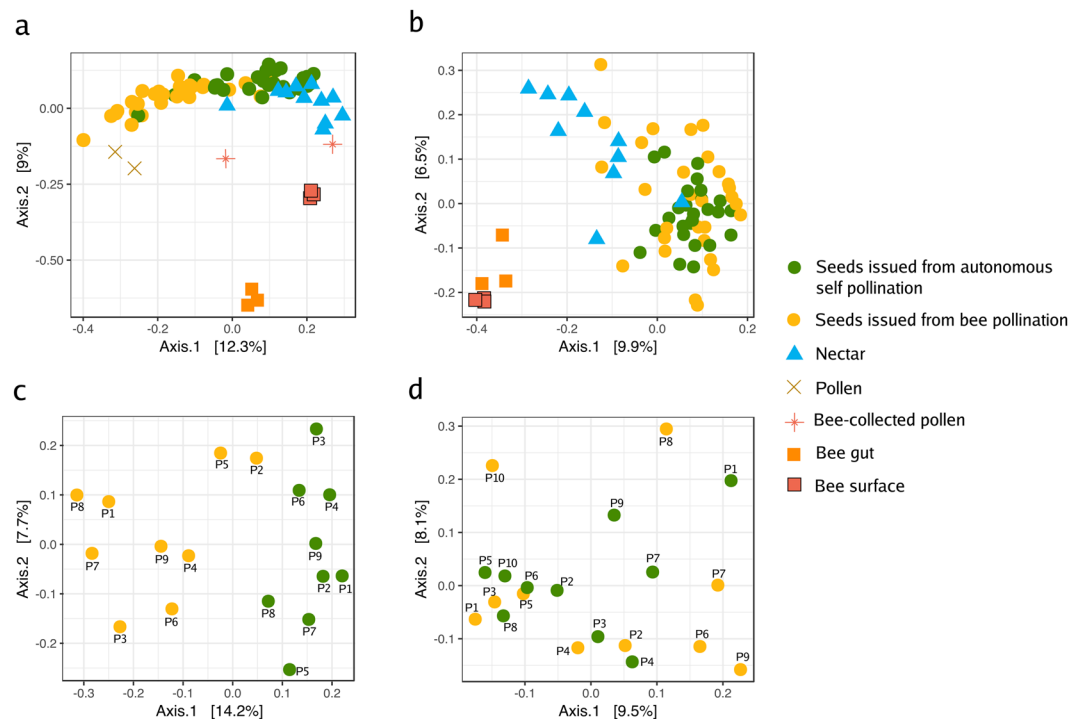 a
0.00
-0.25
-0.50
Axis.2   [9%]
-0.4
-0.2
0.0
0.2
Axis.1   [12.3%]
b
0.3
0.2
0.1
0.0
-0.1
-0.2
Axis.2   [6.5%]
-0.4
-0.2
0.0
0.2
Axis.1   [9.9%]
Seeds issued from autonomous
self pollination
Seeds issued from bee pollination
Nectar
Pollen
Bee-collected pollen
Bee gut
Bee surface
c
0.2
0.1
0.0
-0.1
-0.2
Axis.2   [7.7%]
P3
P5
P2
P6
P4
P8
P1
P9
P7
P9
P4
P2
P1
P8
P6
P7
P3
P5
-0.3
-0.2
-0.1
0.0
0.1
0.2
Axis.1   [14.2%]
d
0.3
0.2
0.1
0.0
-0.1
Axis.2   [8.1%]
P8
P10
P1
P9
P5
P10
P7
P6
P2
P7
P3
P5
P1
P8
P3
P2
P6
P4
P4
P9
-0.1
0.0
0.1
0.2
Axis.1   [9.5%]